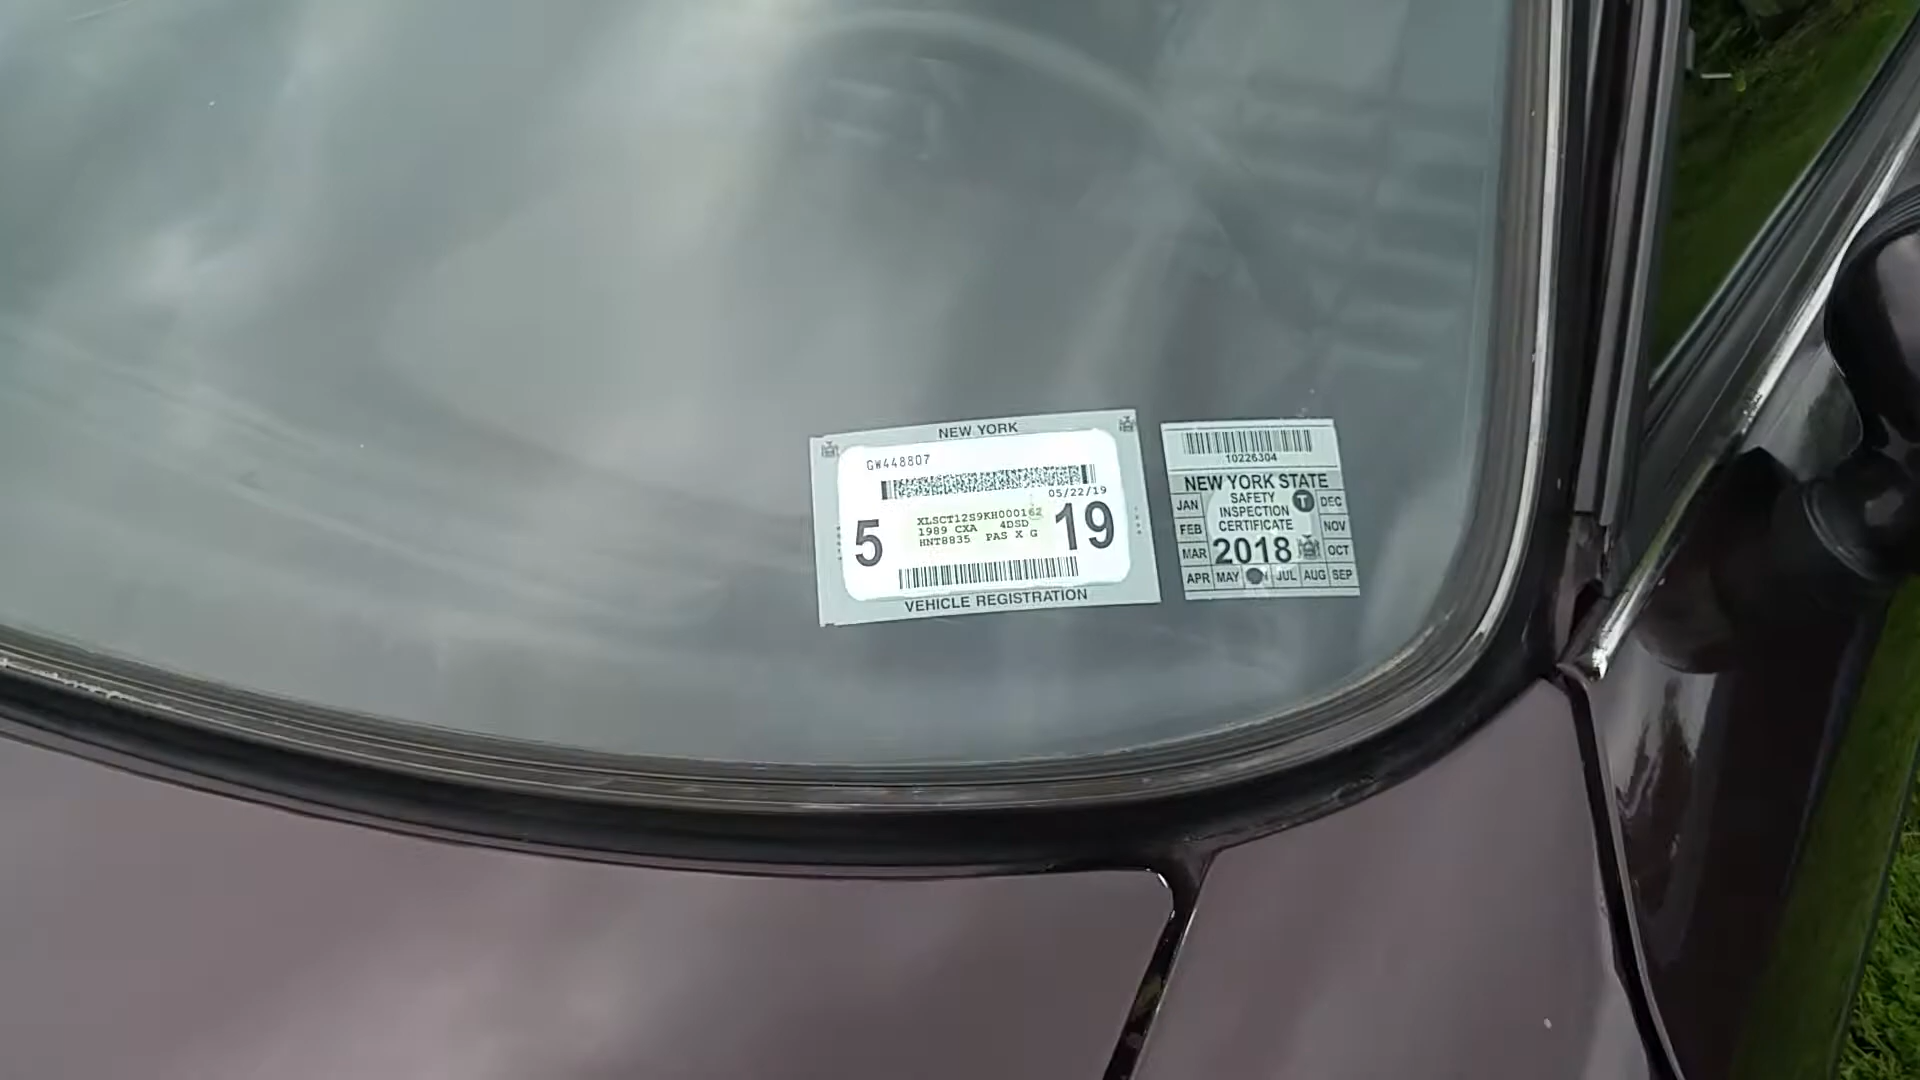 NEW YORK
GW448807
05/22/19
5
XLSCT12S9KH000162
1989 CXA 4DSD
HNT8835 PAS X G
19
VEHICLE REGISTRATION
10226304
NEW YORK STATE
SAFETY
INSPECTION
CERTIFICATE
T
2018
JAN
FEB
MAR
APR MAY JUL AUG SEP
DEC
NOV
OCT